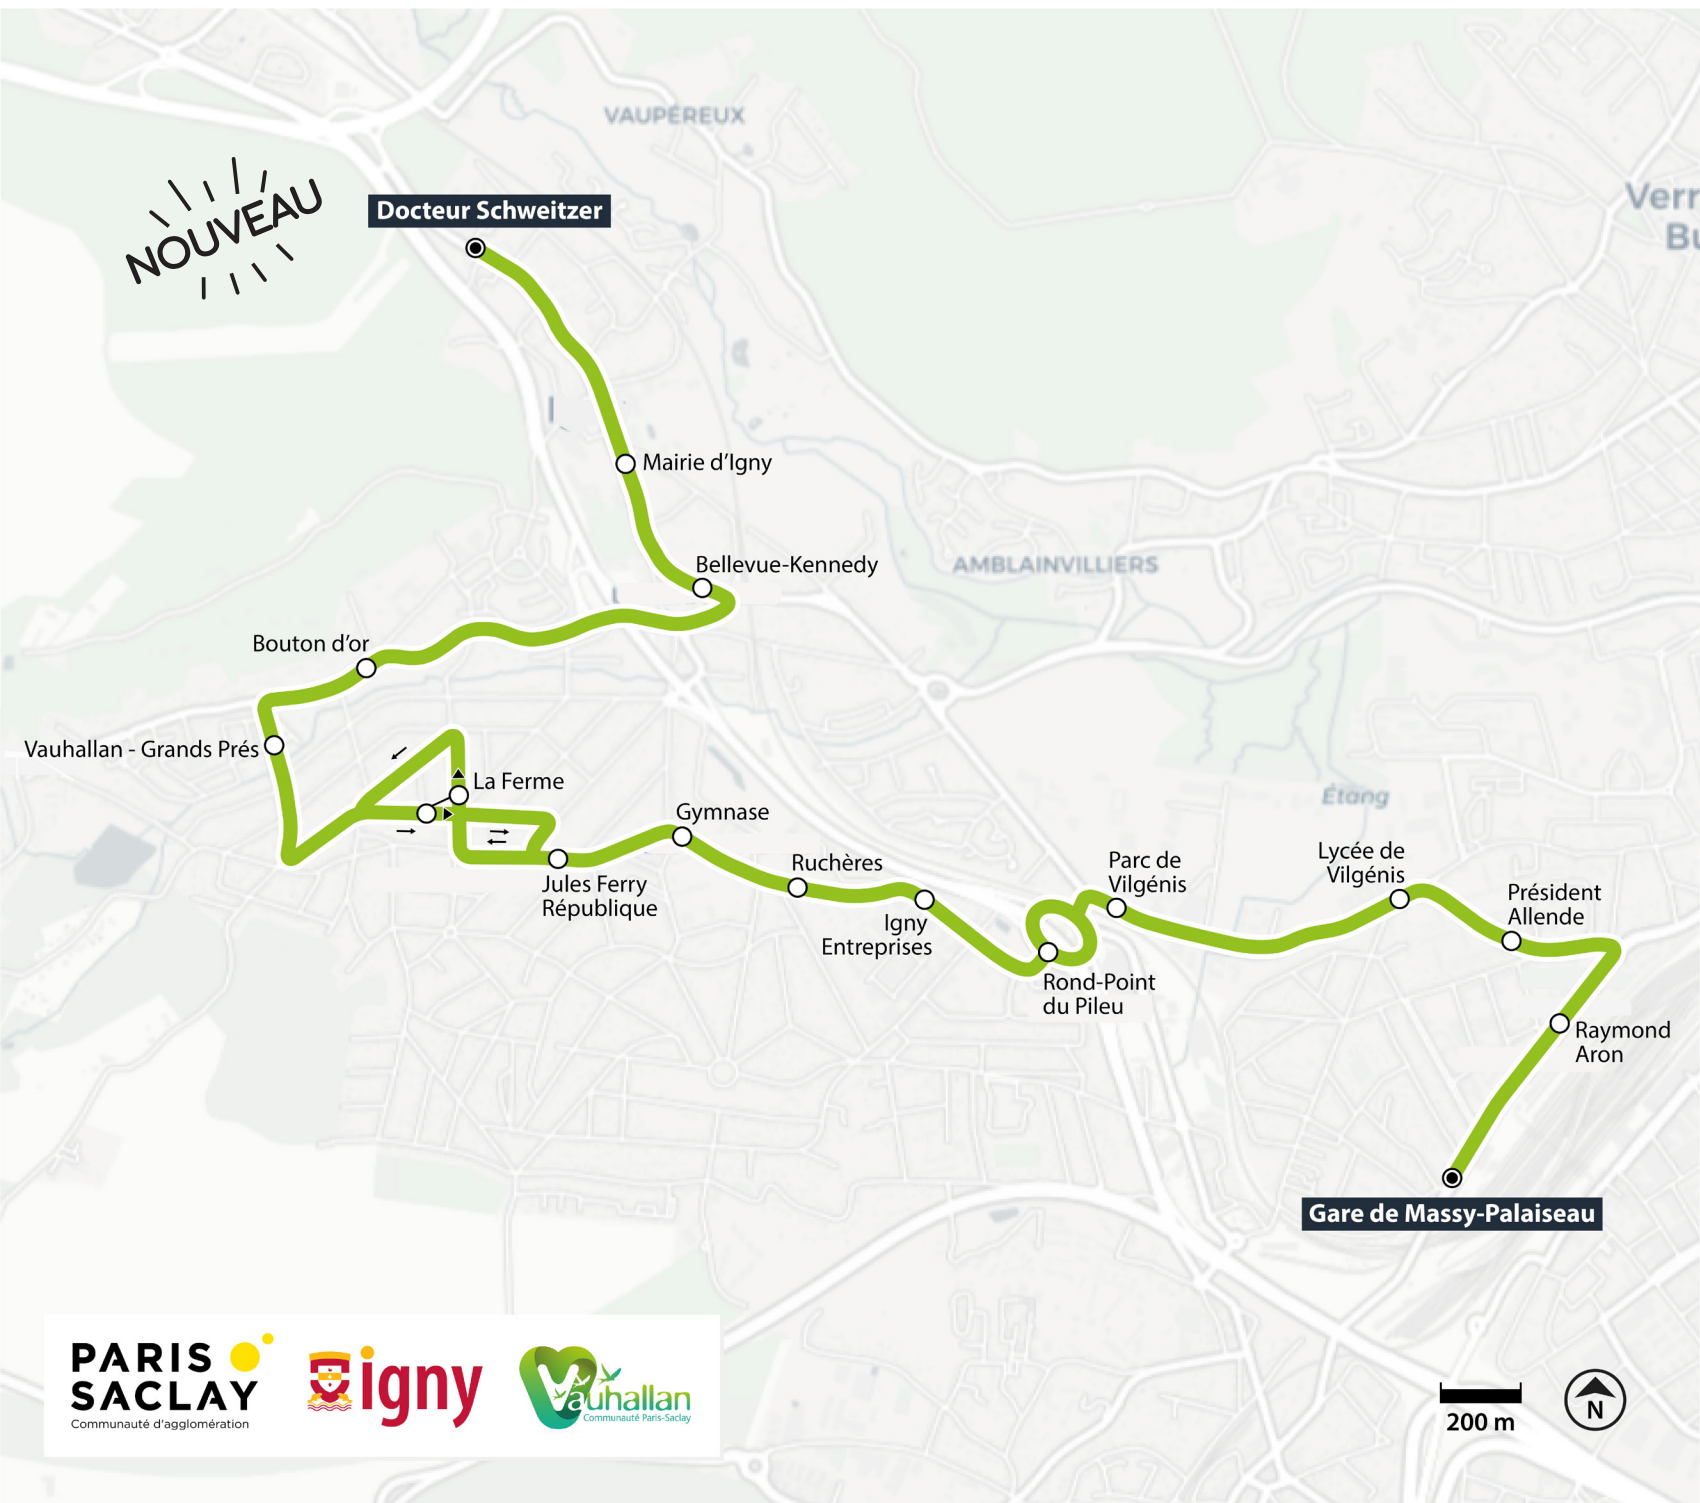 VAUPÉREUX
Verr
Bu
NOUVEAU
Docteur Schweitzer
Mairie d'Igny
Bellevue-Kennedy
AMBLAINVILLIERS
Bouton d'or
Vauhallan - Grands Prés
La Ferme
Étang
Gymnase
Jules Ferry
République
Ruchères
Igny
Entreprises
Parc de
Vilgénis
Rond-Point
du Pileu
Lycée de
Vilgénis
Président
Allende
Raymond
Aron
Gare de Massy-Palaiseau
PARIS
SACLAY
Communauté d'agglomération
igny
Vauhallan
Communauté Paris-Saclay
200 m
N